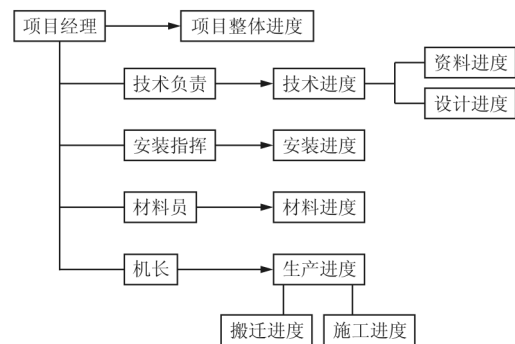 项目经理
项目整体进度
技术负责
技术进度
资料进度
设计进度
安装指挥
安装进度
材料员
材料进度
机长
生产进度
搬迁进度
施工进度